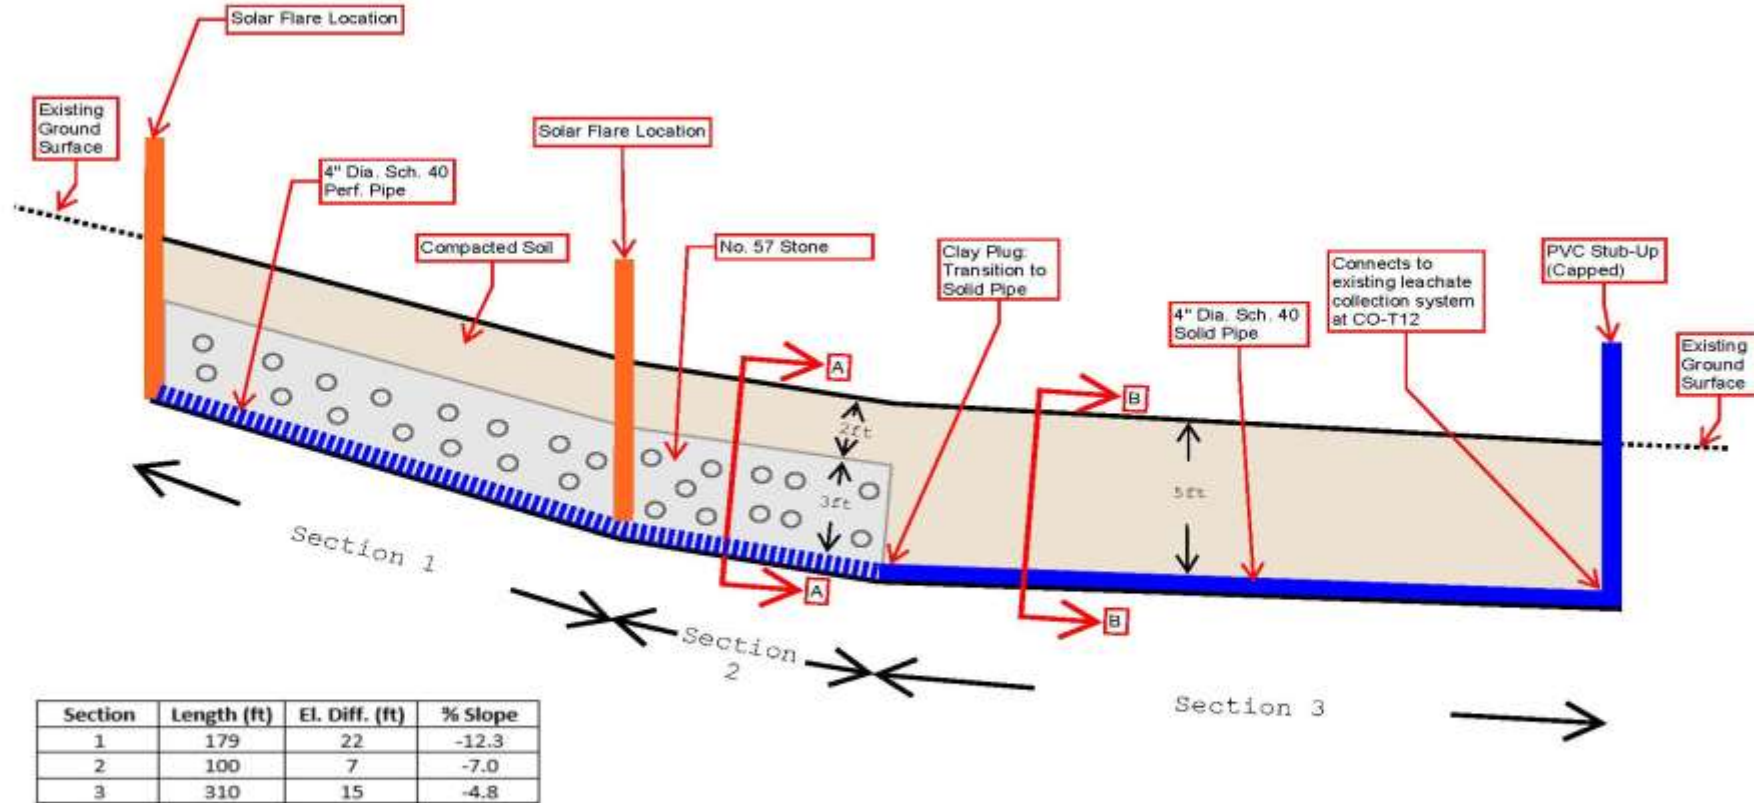 Solar Flare Location
Existing
Ground
Surface
4" Dia. Sch. 40
Perf. Pipe
Compacted Soil
Solar Flare Location
No. 57 Stone
Clay Plug:
Transition to
Solid Pipe
4" Dia. Sch. 40
Solid Pipe
Connects to
existing leachate
collection system
at CO-T12
PVC Stub-Up
(Capped)
Existing
Ground
Surface
A
B
2ft
3ft
5ft
A
B
Section 1
Section
2
Section 3
Section Length (ft) El. Diff. (ft) % Slope
1 179 22 -12.3
2 100 7 -7.0
3 310 15 -4.8